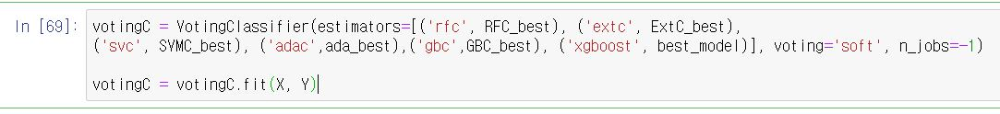 In [69]: votingC = VotingClassifier(estimators=[('rfc', RFC_best), ('extc', ExtC_best),
('svc', SVMC_best), ('adac',ada_best),('gbc',GBC_best), ('xgboost', best_model)], voting='soft', n_jobs=-1)
votingC = votingC.fit(X, Y)